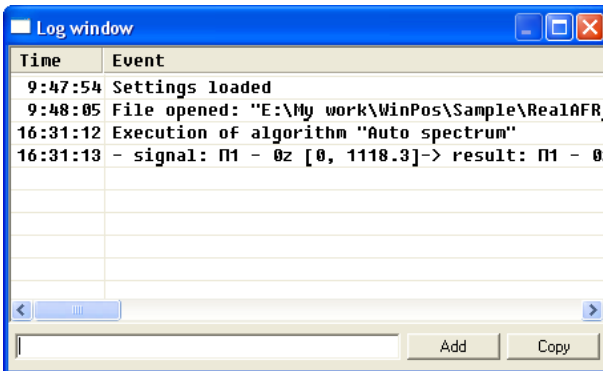 Log window
Time Event
9:47:54 Settings loaded
9:48:05 File opened: "E:\My work\WinPos\Sample\RealAFR_
16:31:12 Execution of algorithm "Auto spectrum"
16:31:13 - signal: П1 - 0z [0, 1118.3]-> result: П1 - 0
Add Copy